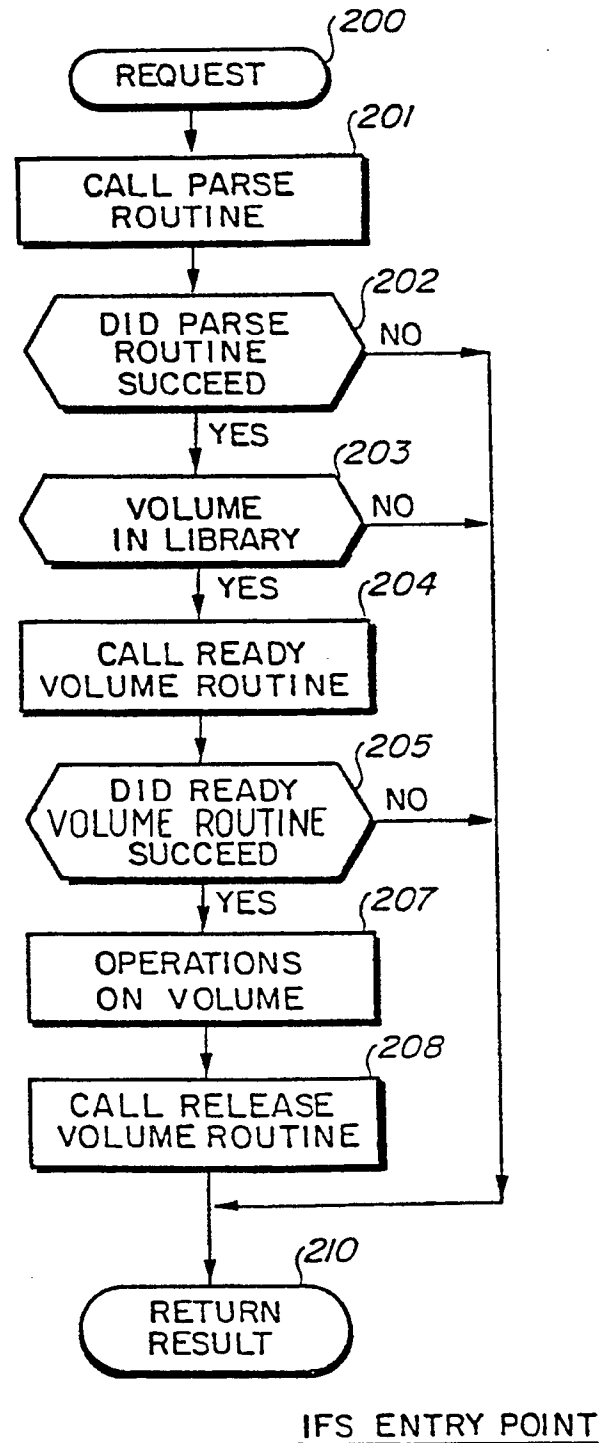 200
REQUEST
201
CALL PARSE
ROUTINE
202
DID PARSE
ROUTINE
SUCCEED
NO
YES
203
VOLUME
IN LIBRARY
NO
YES
204
CALL READY
VOLUME ROUTINE
205
DID READY
VOLUME ROUTINE
SUCCEED
NO
YES
207
OPERATIONS
ON VOLUME
208
CALL RELEASE
VOLUME ROUTINE
210
RETURN
RESULT
IFS ENTRY POINT